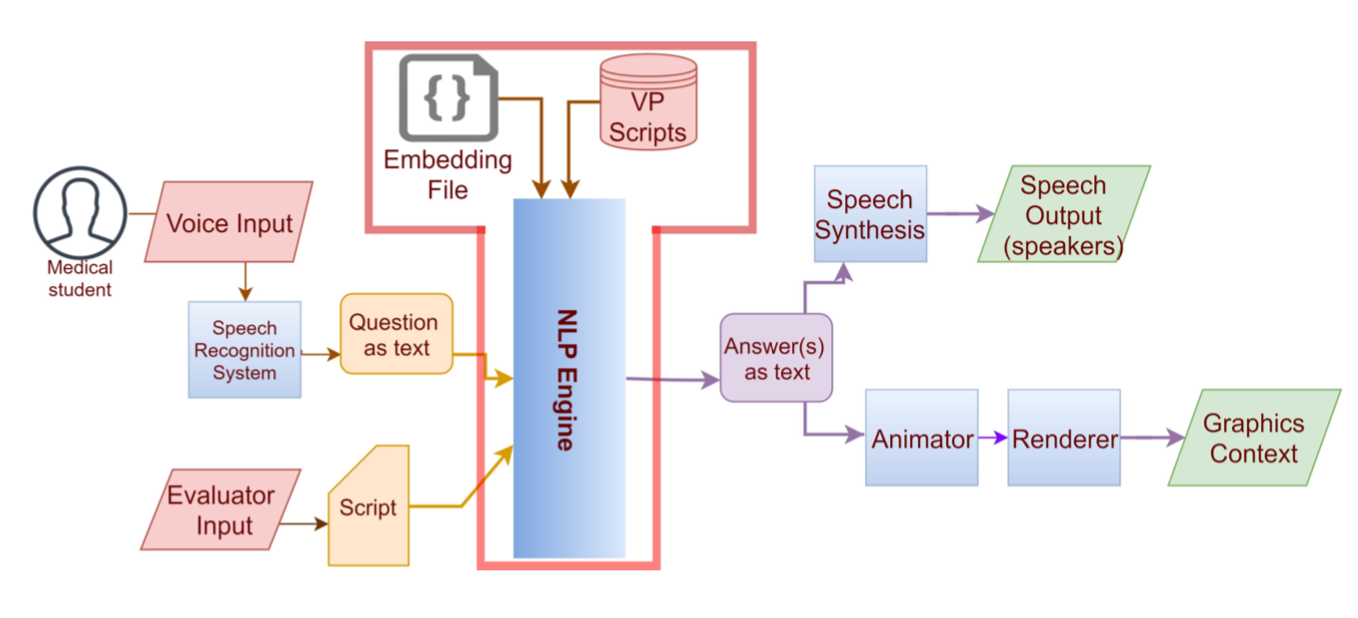 {}
Embedding
File
VP
Scripts
Medical
student
Voice Input
Speech
Recognition
System
Question
as text
Evaluator
Input
Script
NLP Engine
Answer(s)
as text
Speech
Synthesis
Speech
Output
(speakers)
Animator
Renderer
Graphics
Context